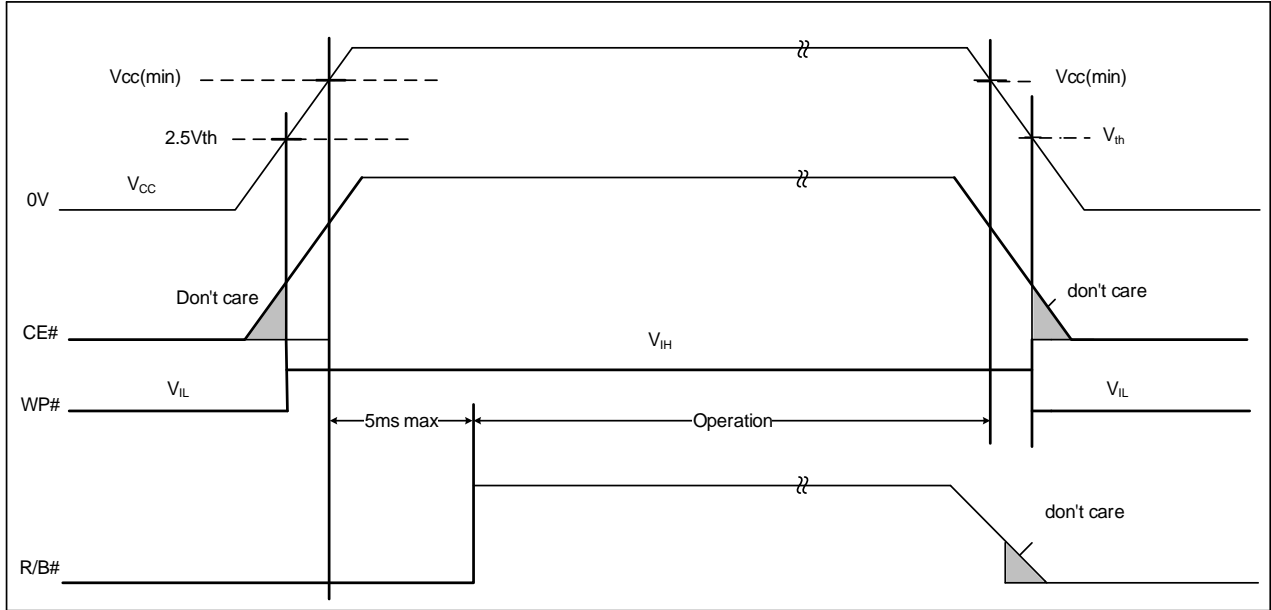 Vcc(min)
Vcc(min)
2.5Vth
Vth
VCC
0V
Don't care
don't care
CE#
VIH
VIL
VIL
WP#
5ms max
Operation
don't care
R/B#